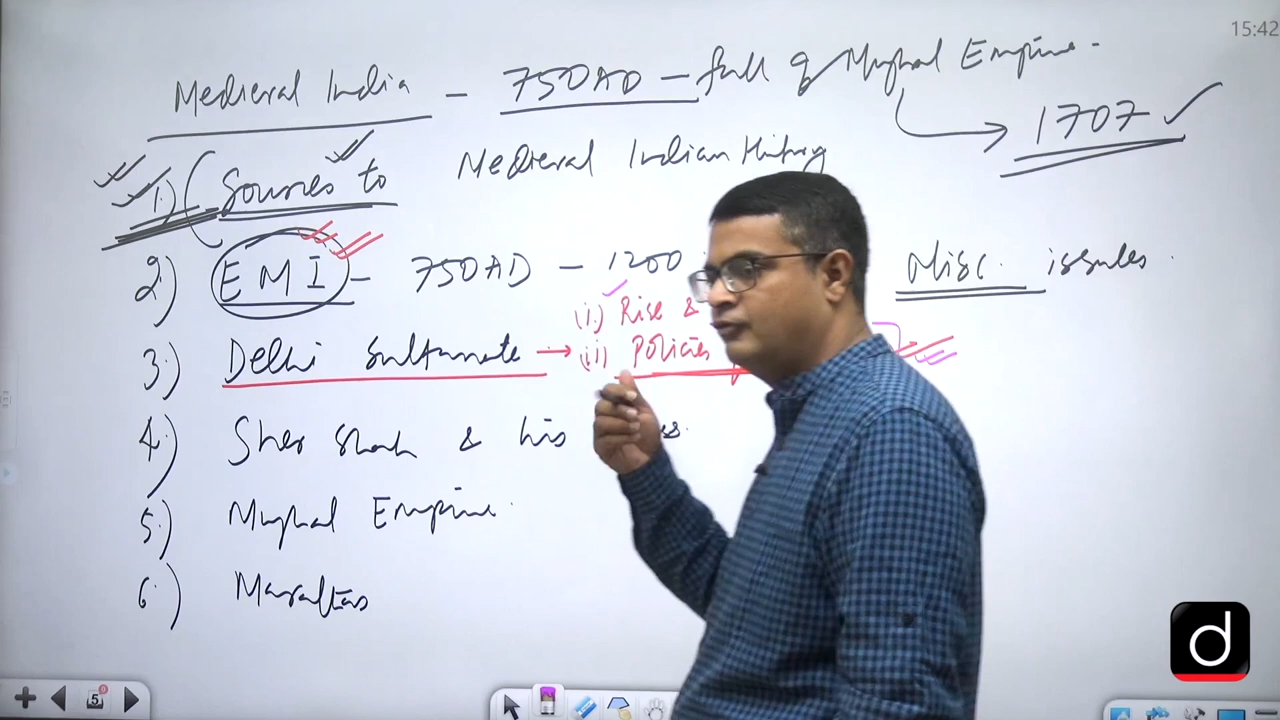 15:42
Medieval India - 750AD - fall of Mughal Empire.
1707
1) Sources to Medieval Indian History
2) EMI - 750AD - 1200
Misc. issues.
(i) Rise &
3) Delhi Sultanate → (ii) Policies
4) Sher Shah & his
5) Mughal Empire.
6) Marathas
5
d